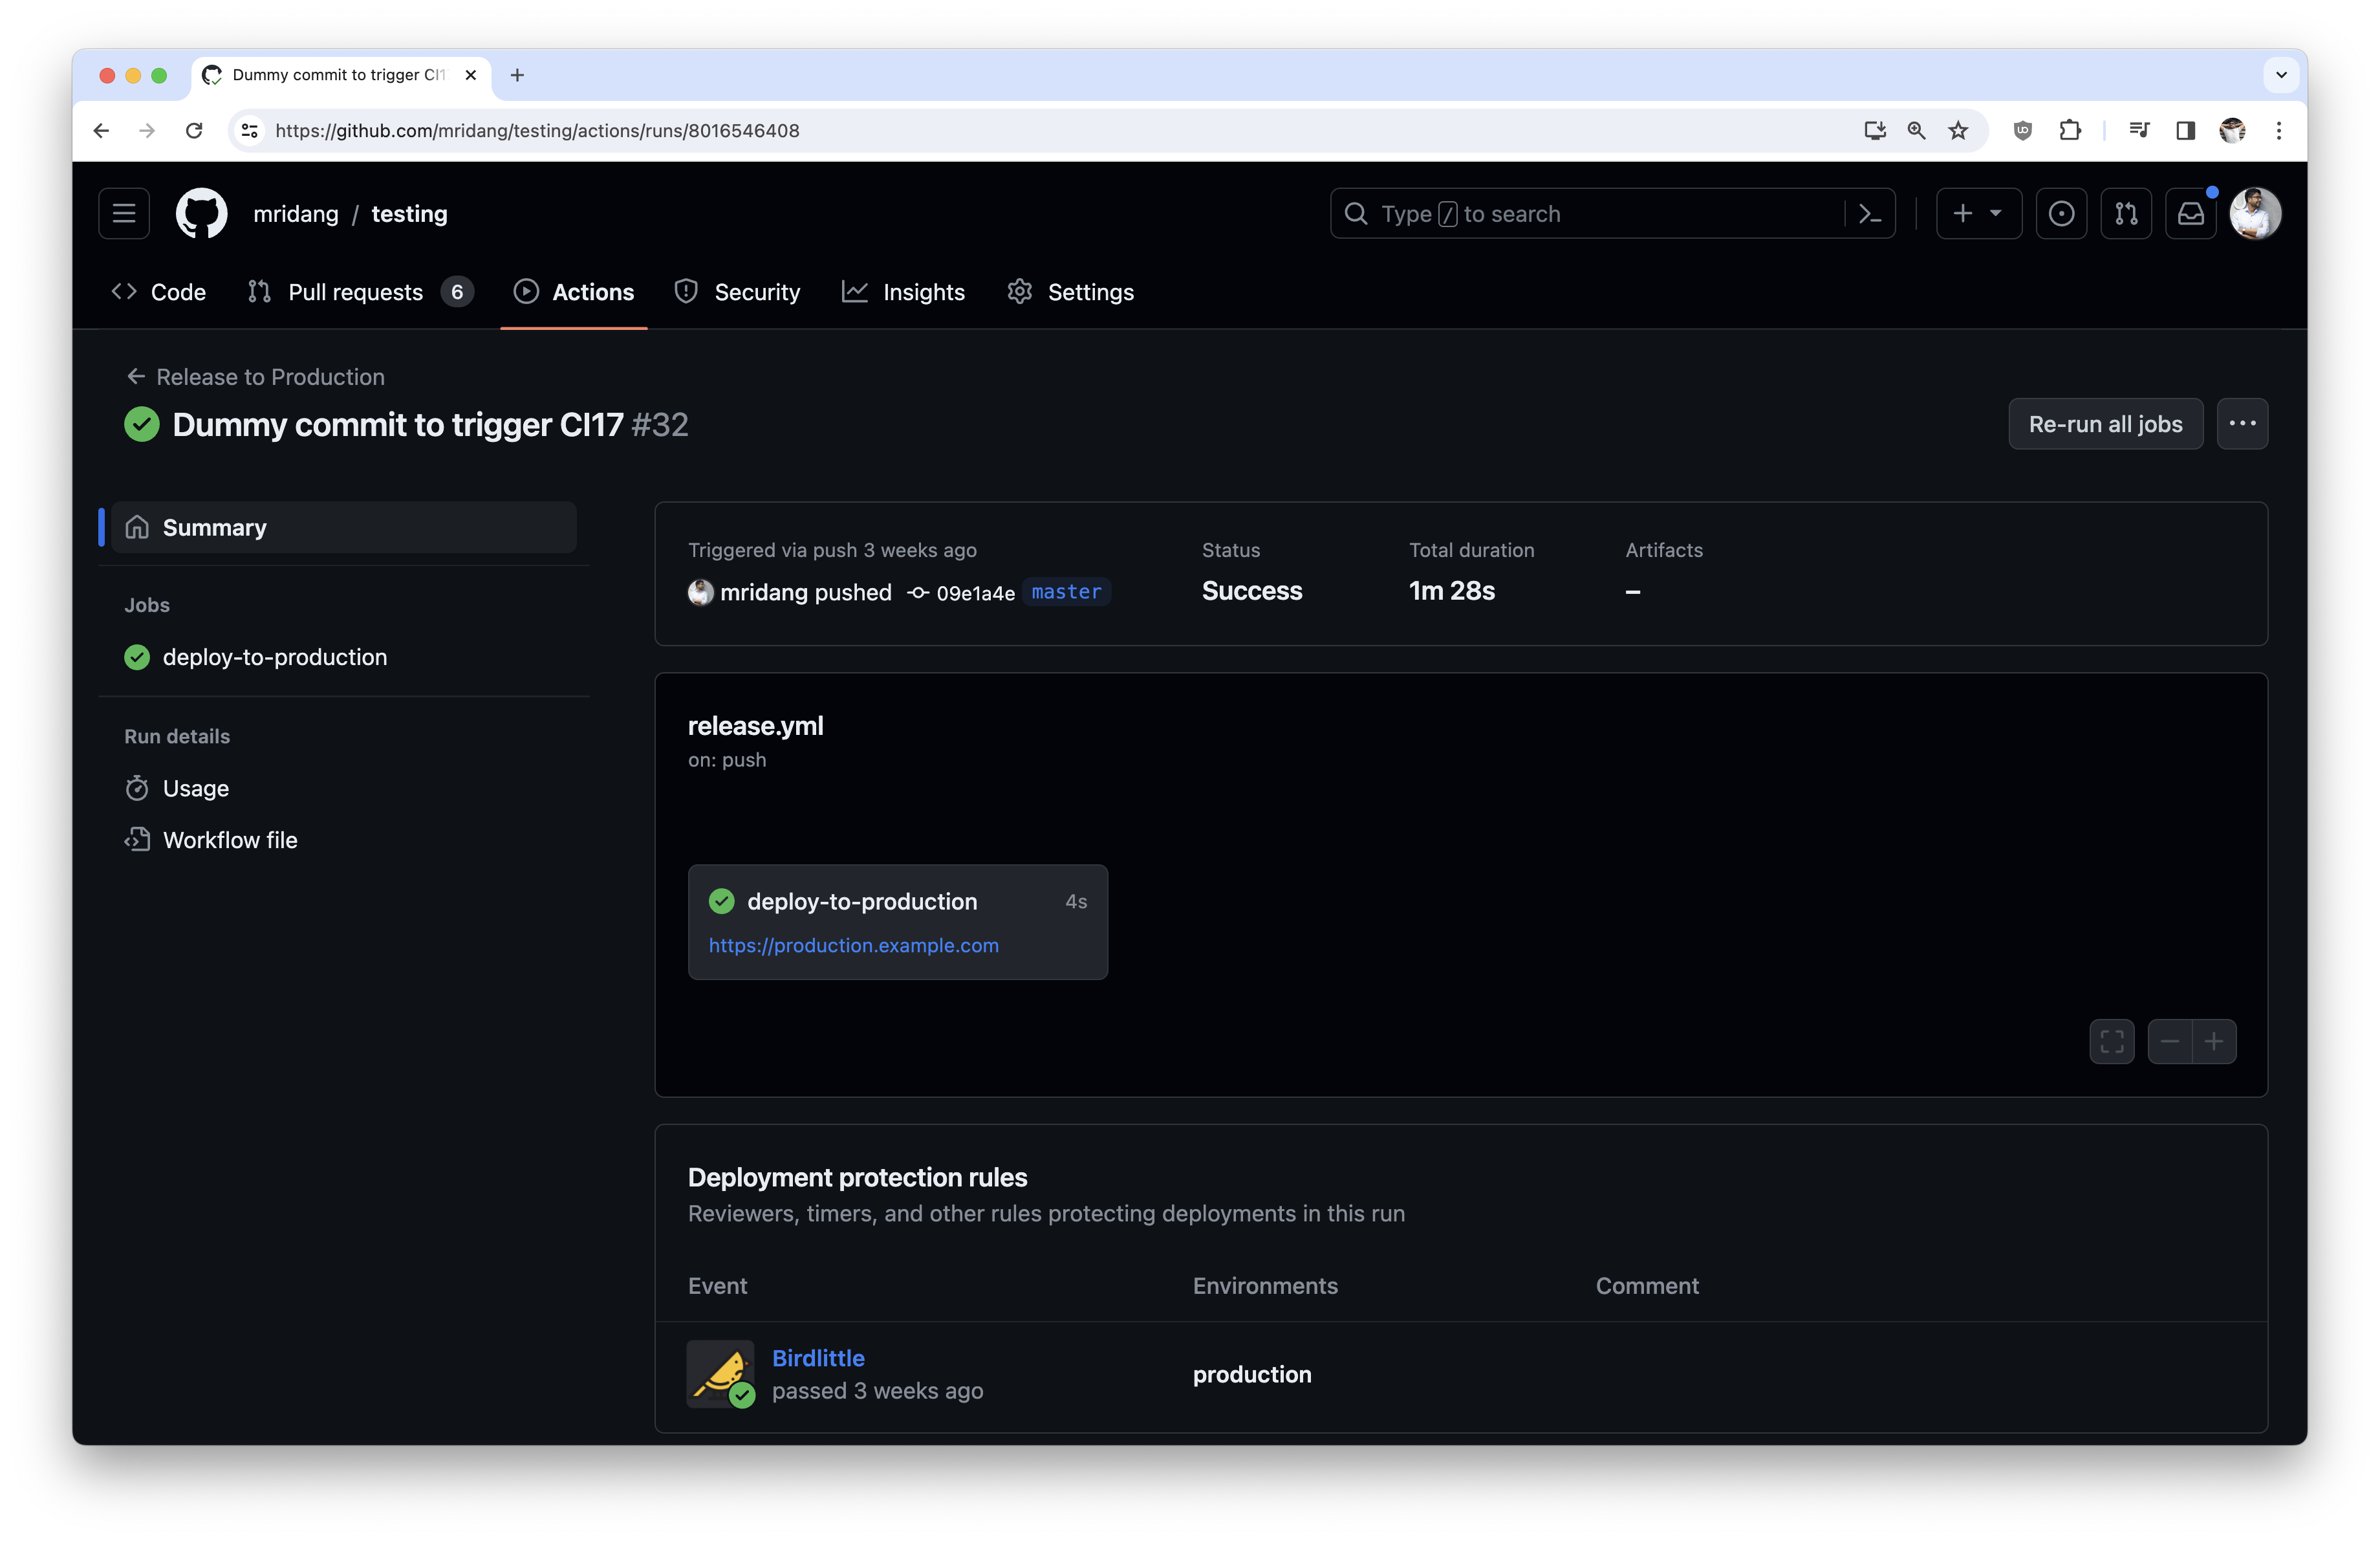 Dummy commit to trigger CI17
https://github.com/mridang/testing/actions/runs/8016546408
mridang / testing
Type / to search
Code
Pull requests 6
Actions
Security
Insights
Settings
Release to Production
Dummy commit to trigger CI17 #32
Re-run all jobs
Summary
Jobs
deploy-to-production
Run details
Usage
Workflow file
Triggered via push 3 weeks ago
mridang pushed 09e1a4e master
Status
Success
Total duration
1m 28s
Artifacts
–
release.yml
on: push
deploy-to-production 4s
https://production.example.com
Deployment protection rules
Reviewers, timers, and other rules protecting deployments in this run
Event Environments Comment
Birdlittle
passed 3 weeks ago
production